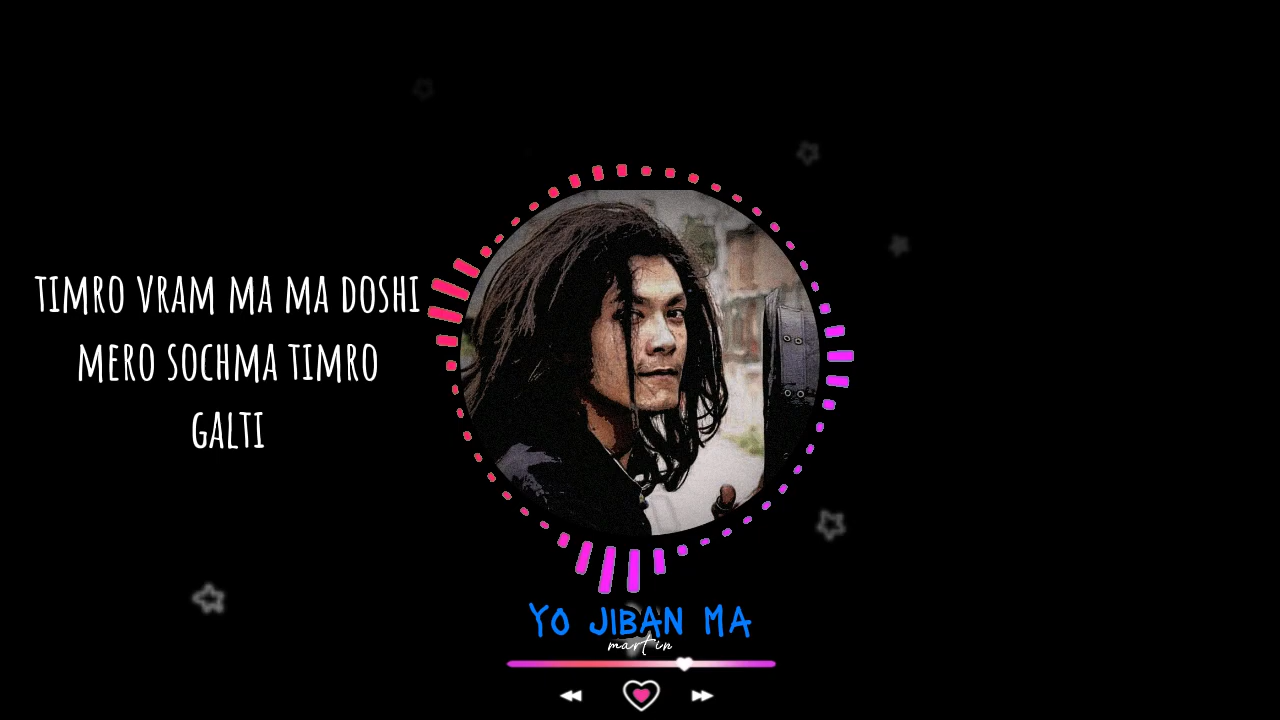 TIMRO VRAM MA MA DOSHI
MERO SOCHMA TIMRO
GALTI
YO JIBAN MA
martin